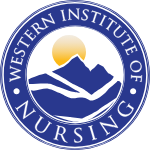 · WESTERN INSTITUTE OF ·
NURSING